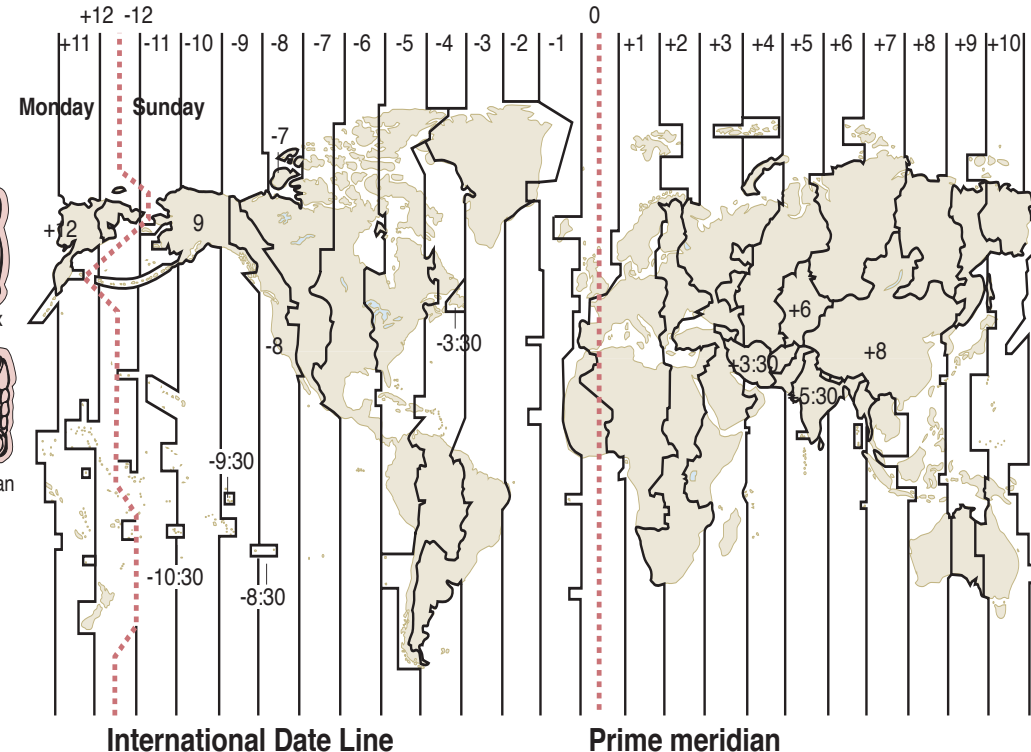 +12 -12 0
+11 -11 -10 -9 -8 -7 -6 -5 -4 -3 -2 -1 +1 +2 +3 +4 +5 +6 +7 +8 +9 +10
Monday Sunday
-7
+12 9
+6
x
-8 -3:30 +3:30 +8
+5:30
-9:30
an
-10:30
-8:30
International Date Line Prime meridian